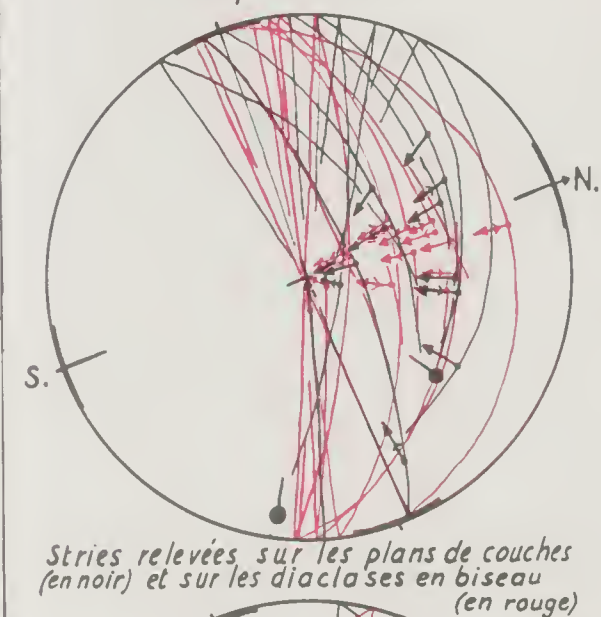 N.
S.
Stries relevées sur les plans de couches
(en noir) et sur les diaclases en biseau
(en rouge)